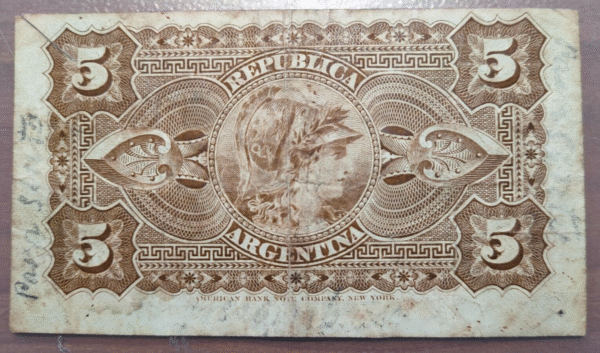 5 5
REPUBLICA
ARGENTINA
5 5
AMERICAN BANK NOTE COMPANY, NEW YORK